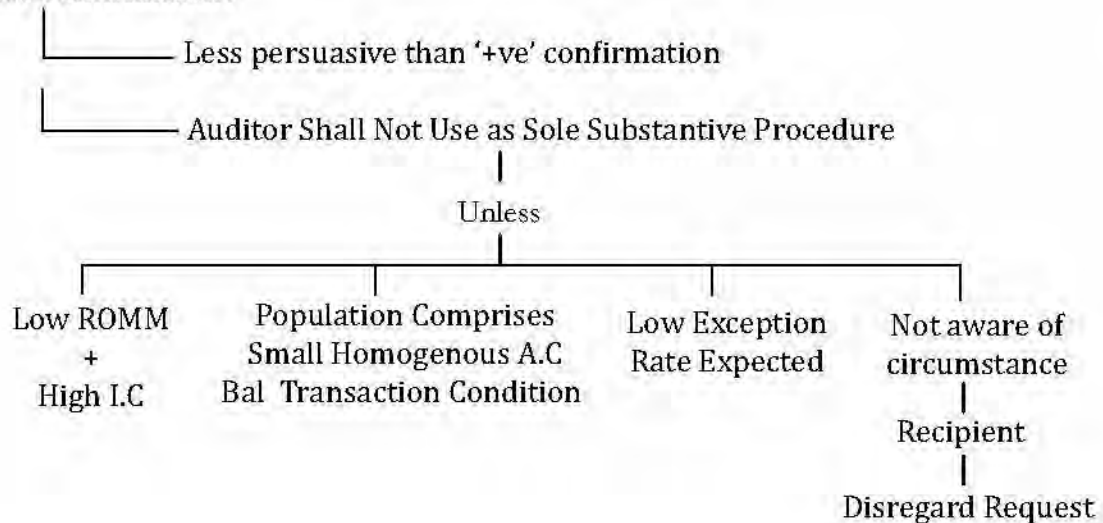 Less persuasive than '+ve' confirmation
Auditor Shall Not Use as Sole Substantive Procedure
Unless
Low ROMM
+
High I.C
Population Comprises
Small Homogenous A.C
Bal Transaction Condition
Low Exception
Rate Expected
Not aware of
circumstance
Recipient
Disregard Request